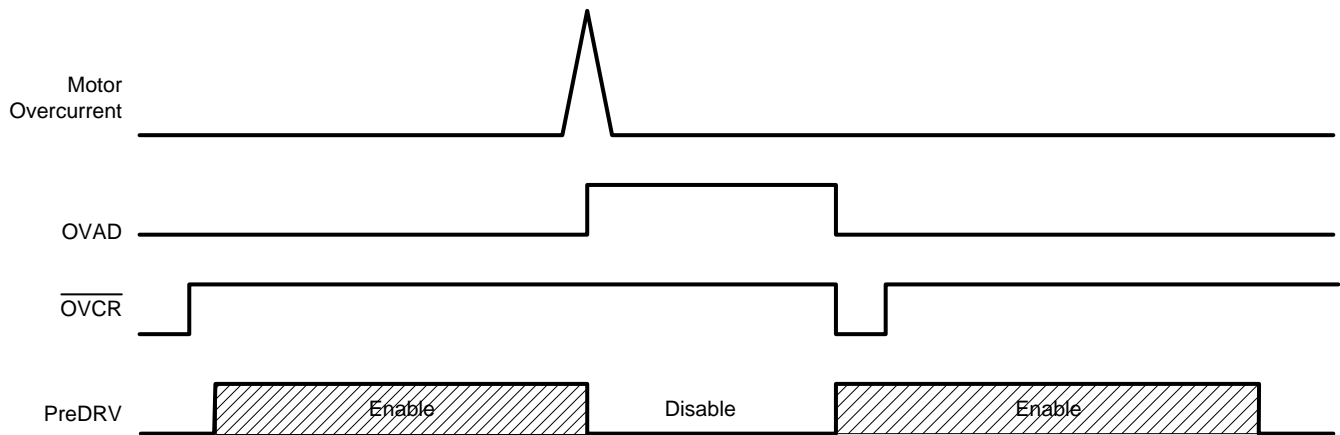 Motor
Overcurrent
OVAD
OVCR
PreDRV
Enable
Disable
Enable